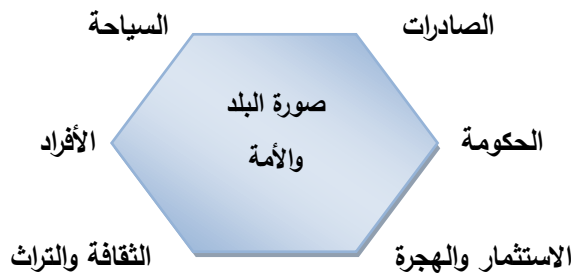 الصادرات
السياحة
صورة البلد
والأمة
الحكومة
الأفراد
الاستثمار والهجرة
الثقافة والتراث